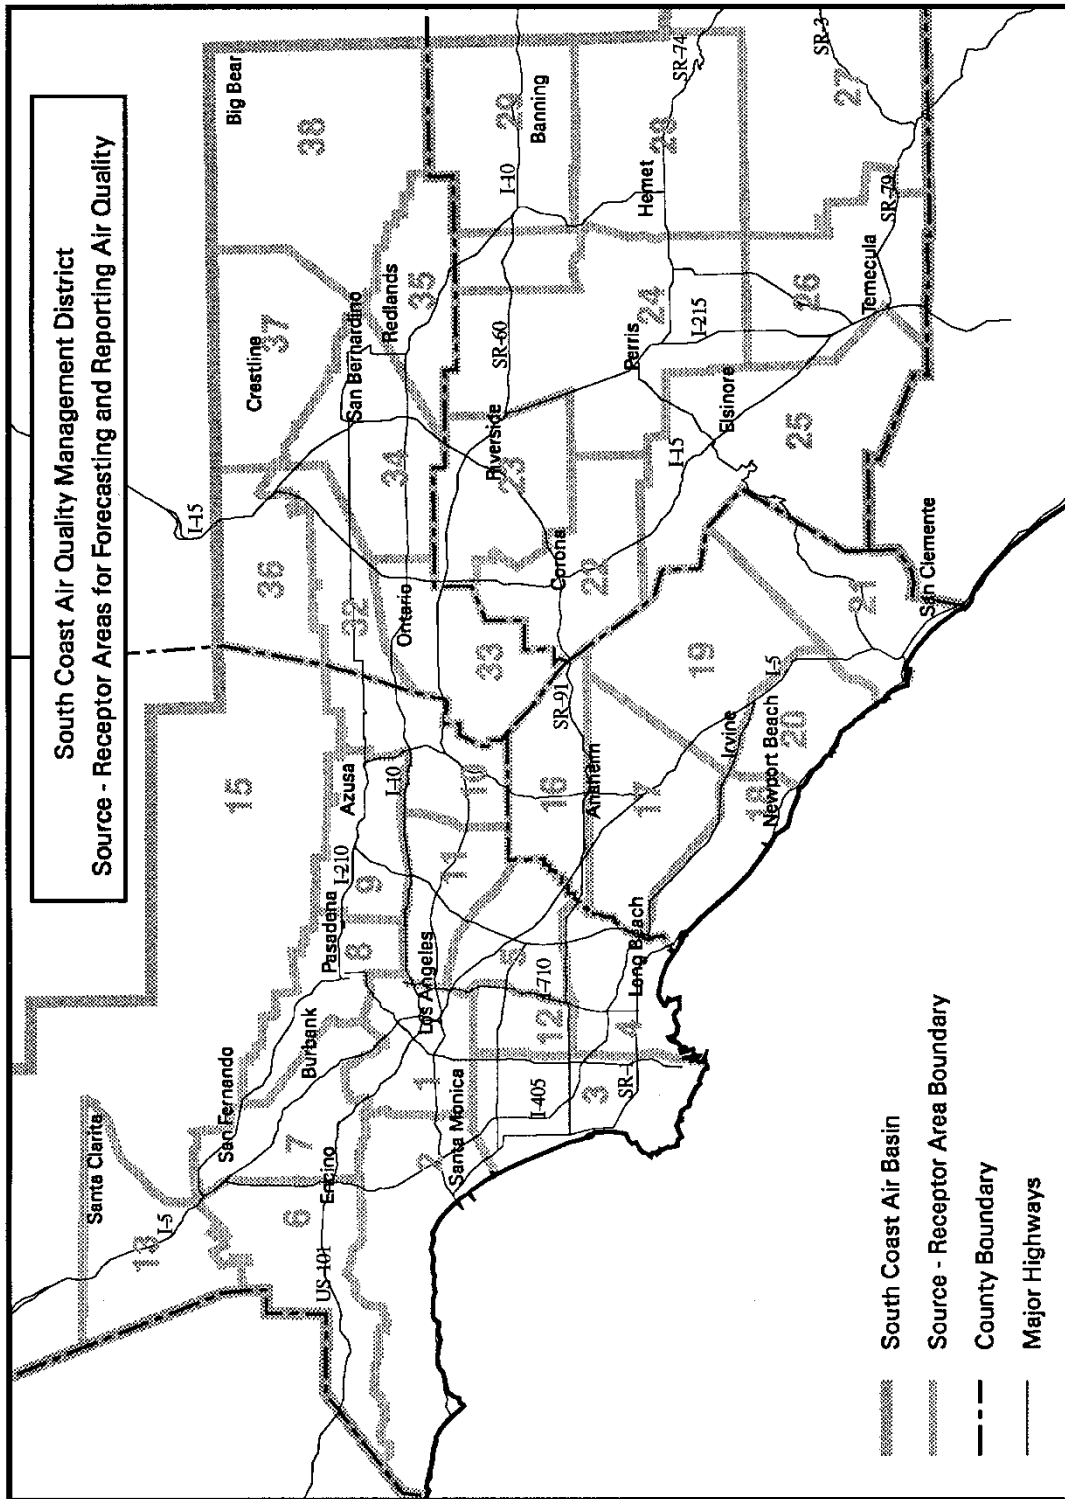 South Coast Air Quality Management District
Source - Receptor Areas for Forecasting and Reporting Air Quality
Santa Clarita
I-5
13
San Fernando
15
I-15
Crestline
37
Big Bear
38
36
6
7
Burbank
US-101
Encino
Pasadena
8
9
I-210
Azusa
32
San Bernardino
Redlands
35
34
Ontario
I-10
Los Angeles
1
2
Santa Monica
11
10
33
Riverside
23
SR-60
I-10
29
Banning
5
I-710
12
I-405
3
SR-
4
Long Beach
16
SR-91
Anaheim
17
Corona
22
Perris
24
I-215
Hemet
28
SR-74
SR-3
27
19
I-15
Elsinore
25
26
Temecula
SR-79
Irvine
I-5
18
Newport Beach
20
21
San Clemente
South Coast Air Basin
Source - Receptor Area Boundary
County Boundary
Major Highways